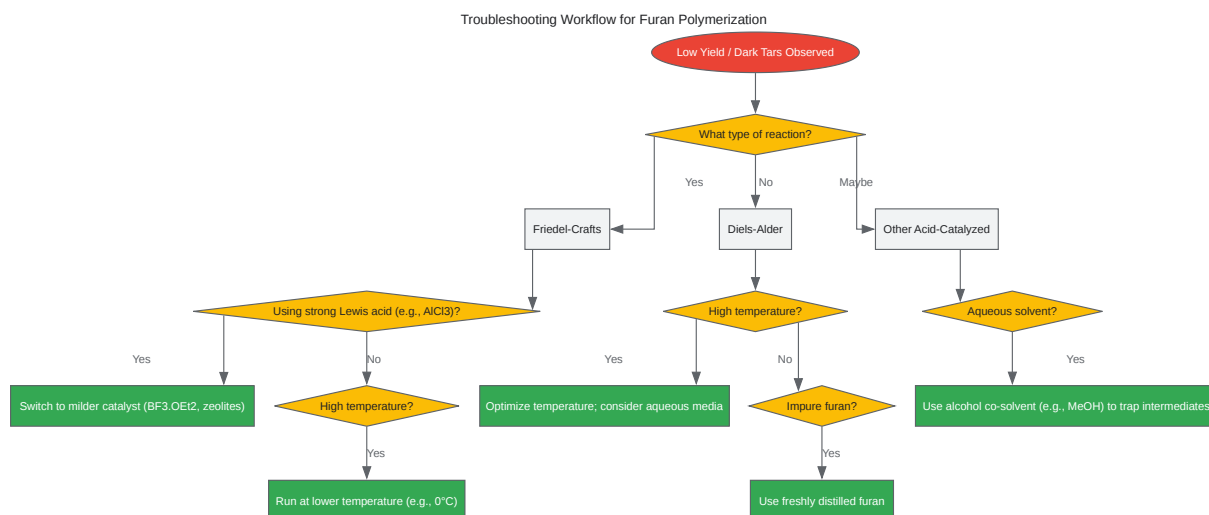 Troubleshooting Workflow for Furan Polymerization
Low Yield / Dark Tars Observed
What type of reaction?
Yes
No
Maybe
Friedel-Crafts
Diels-Alder
Other Acid-Catalyzed
Using strong Lewis acid (e.g., AlCl3)?
High temperature?
Aqueous solvent?
Yes
No
Yes
No
Yes
Switch to milder catalyst (BF3.OEt2, zeolites)
High temperature?
Optimize temperature; consider aqueous media
Impure furan?
Use alcohol co-solvent (e.g., MeOH) to trap intermediates
Yes
Yes
Run at lower temperature (e.g., 0°C)
Use freshly distilled furan